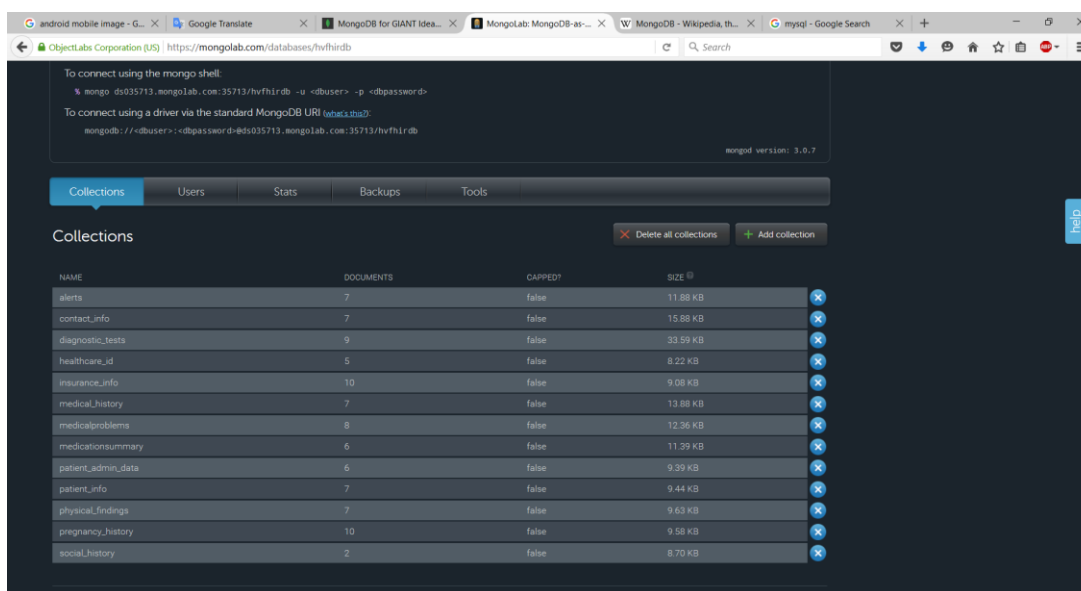 android mobile image - G...
Google Translate
MongoDB for GIANT Idea...
MongoLab: MongoDB-as-...
MongoDB - Wikipedia, th...
mysql - Google Search
ObjectLabs Corporation (US) https://mongolab.com/databases/hvfhirdb
Search
To connect using the mongo shell:
% mongo ds035713.mongolab.com:35713/hvfhirdb -u <dbuser> -p <dbpassword>
To connect using a driver via the standard MongoDB URI (what's this?):
mongodb://<dbuser>:<dbpassword>@ds035713.mongolab.com:35713/hvfhirdb
mongod version: 3.0.7
Collections Users Stats Backups Tools
help
Collections
Delete all collections
Add collection
NAME DOCUMENTS CAPPED? SIZE
alerts 7 false 11.88 KB
contact_info 7 false 15.88 KB
diagnostic_tests 9 false 33.59 KB
healthcare_id 5 false 8.22 KB
insurance_info 10 false 9.08 KB
medical_history 7 false 13.88 KB
medicalproblems 8 false 12.36 KB
medicationsummary 6 false 11.39 KB
patient_admin_data 6 false 9.39 KB
patient_info 7 false 9.44 KB
physical_findings 7 false 9.63 KB
pregnancy_history 10 false 9.58 KB
social_history 2 false 8.70 KB